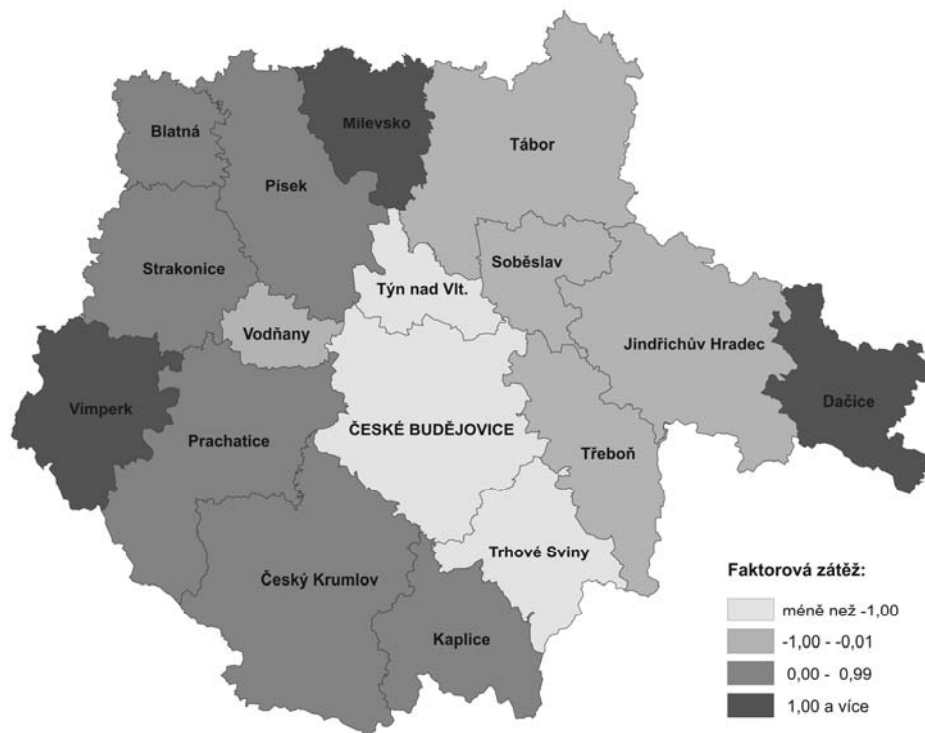 Blatná
Milevsko
Tábor
Písek
Strakonice
Soběslav
Týn nad Vlt.
Vodňany
Jindřichův Hradec
Vimperk
Dačice
Prachatice
ČESKÉ BUDĚJOVICE
Třeboň
Trhové Sviny
Český Krumlov
Kaplice
Faktorová zátěž:
méně než -1,00
-1,00 - -0,01
0,00 - 0,99
1,00 a více